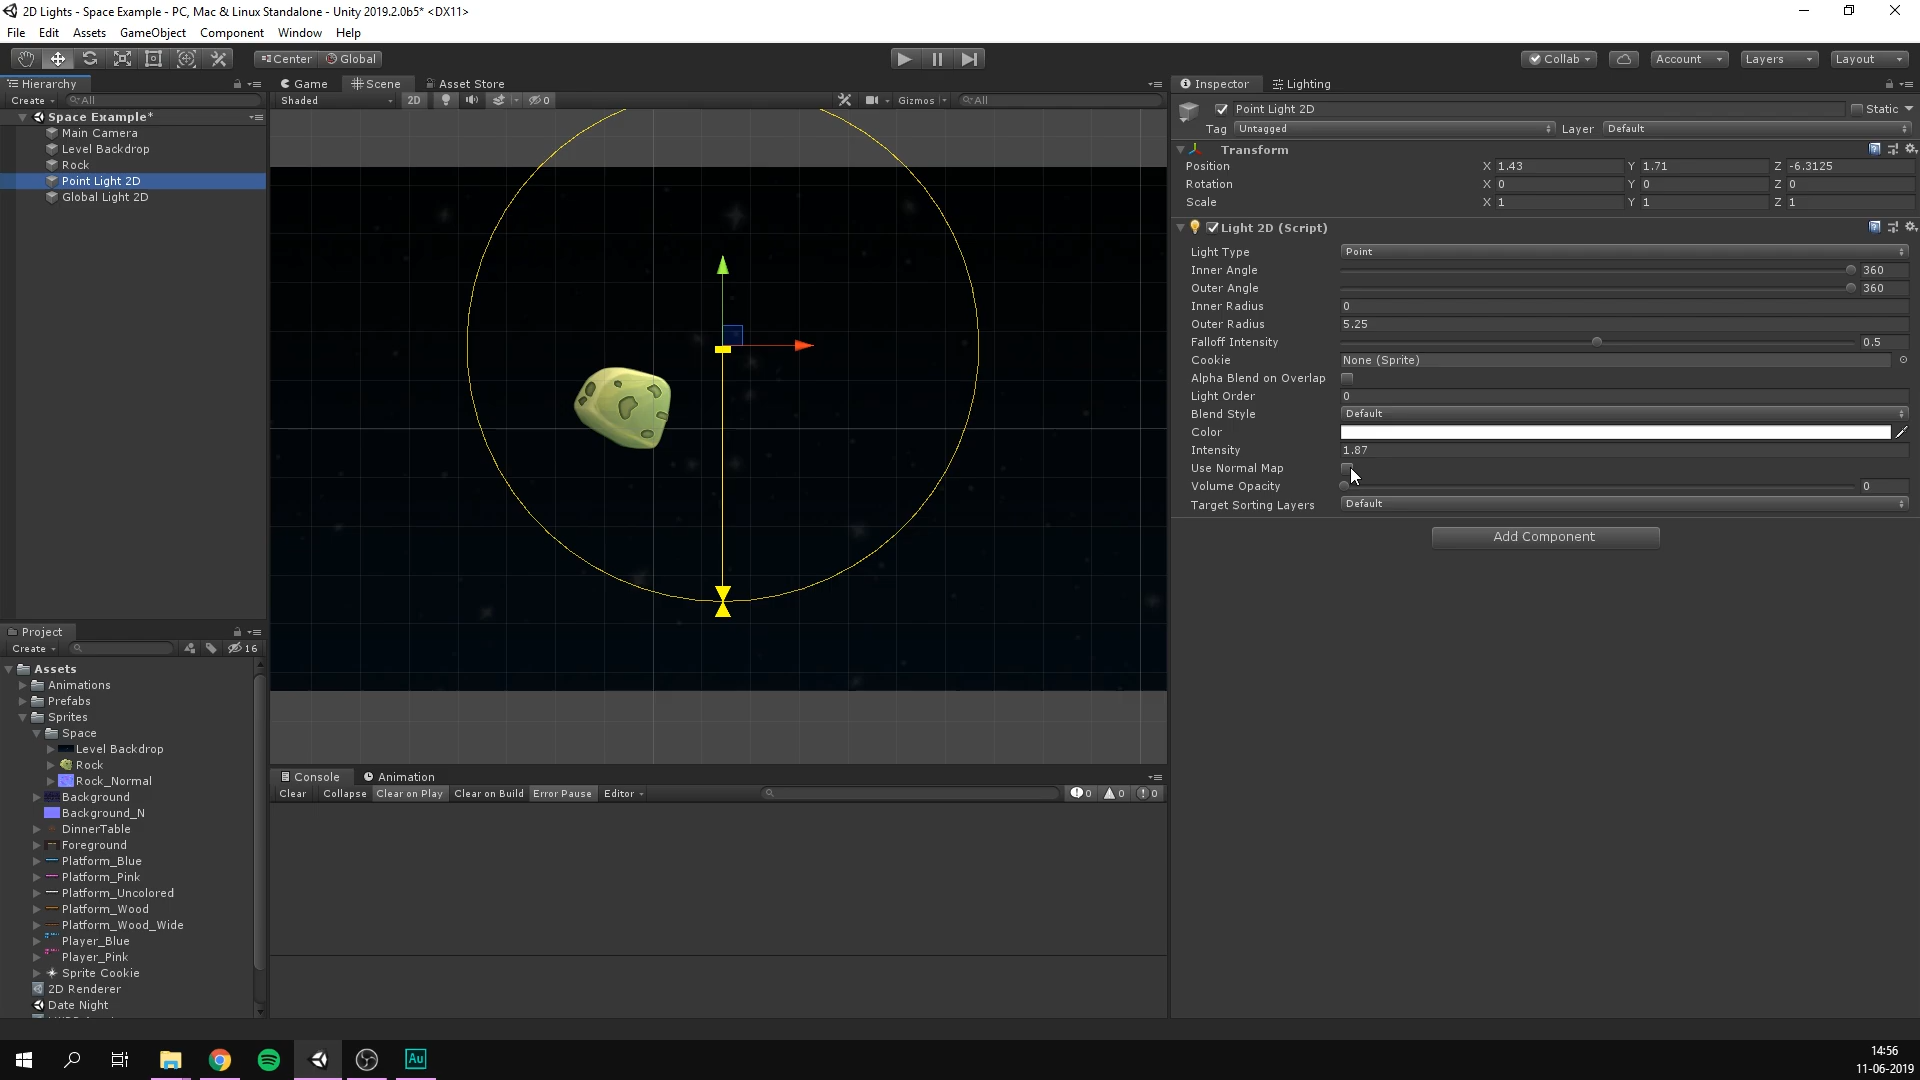 2D Lights - Space Example - PC, Mac & Linux Standalone - Unity 2019.2.0b5* <DX11>
File Edit Assets GameObject Component Window Help
Center Global Collab Account Layers Layout
Hierarchy
Create All
Space Example*
Main Camera
Level Backdrop
Rock
Point Light 2D
Global Light 2D
Game Scene Asset Store
Shaded 2D 0 Gizmos All
Inspector Lighting
Point Light 2D Static
Tag Untagged Layer Default
Transform
Position X 1.43 Y 1.71 Z -6.3125
Rotation X 0 Y 0 Z 0
Scale X 1 Y 1 Z 1
Light 2D (Script)
Light Type Point
Inner Angle 360
Outer Angle 360
Inner Radius 0
Outer Radius 5.25
Falloff Intensity 0.5
Cookie None (Sprite)
Alpha Blend on Overlap
Light Order 0
Blend Style Default
Color
Intensity 1.87
Use Normal Map
Volume Opacity 0
Target Sorting Layers Default
Add Component
Project
Create 16
Assets
Animations
Prefabs
Sprites
Space
Level Backdrop
Rock
Rock_Normal
Background
Background_N
DinnerTable
Foreground
Platform_Blue
Platform_Pink
Platform_Uncolored
Platform_Wood
Platform_Wood_Wide
Player_Blue
Player_Pink
Sprite Cookie
2D Renderer
Date Night
Console Animation
Clear Collapse Clear on Play Clear on Build Error Pause Editor 0 0 0
Au
14:56
11-06-2019